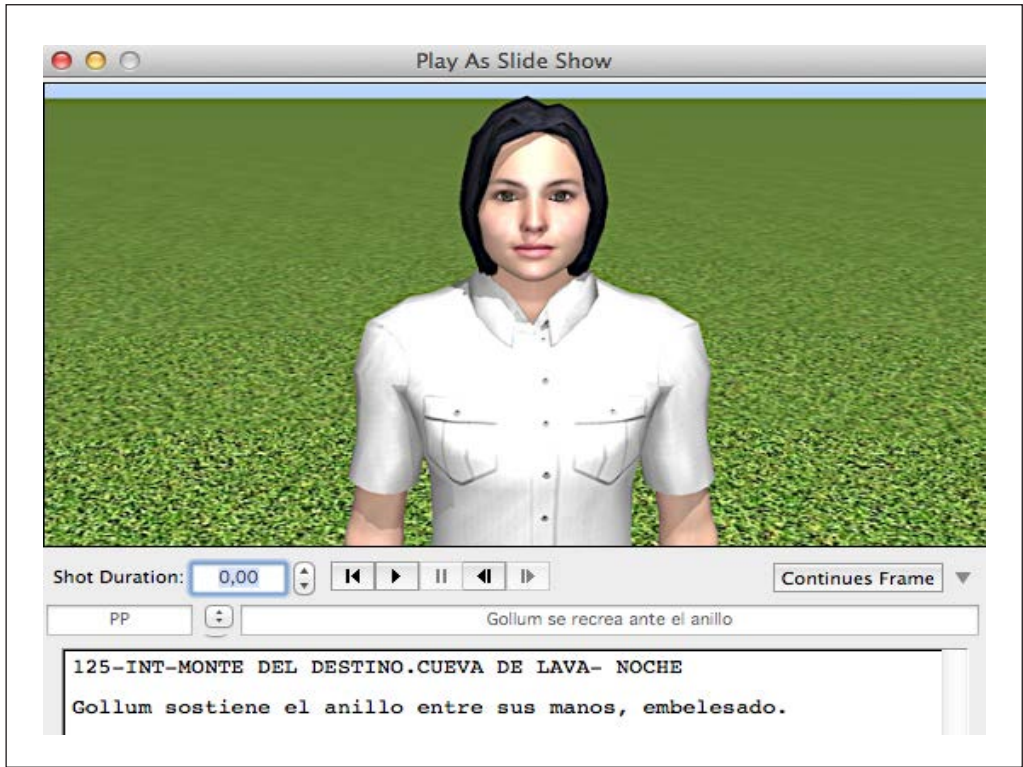 Play As Slide Show
Shot Duration: 0,00 Continues Frame
PP Gollum se recrea ante el anillo
125-INT-MONTE DEL DESTINO.CUEVA DE LAVA- NOCHE
Gollum sostiene el anillo entre sus manos, embelesado.